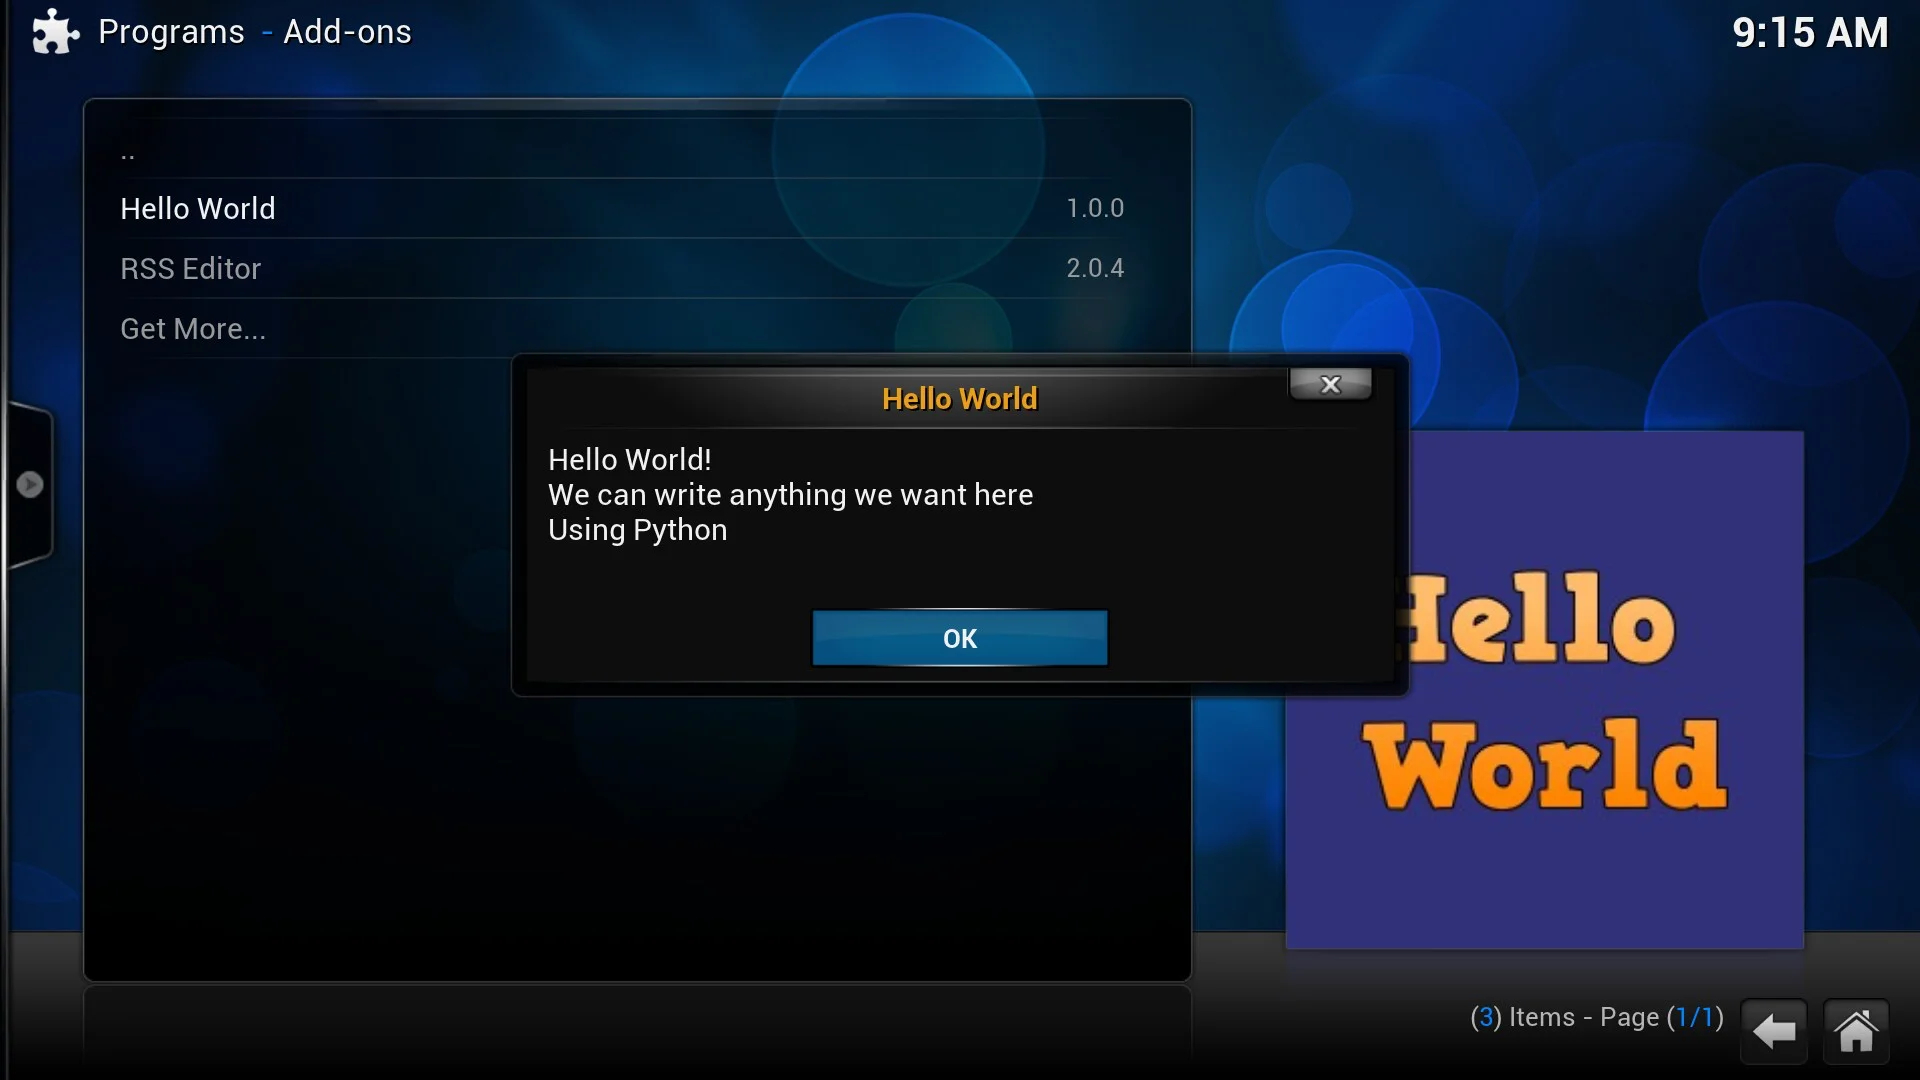 Programs - Add-ons
9:15 AM
..
Hello World 1.0.0
RSS Editor 2.0.4
Get More...
Hello World
Hello World!
We can write anything we want here
Using Python
OK
Hello
World
(3) Items - Page (1/1)